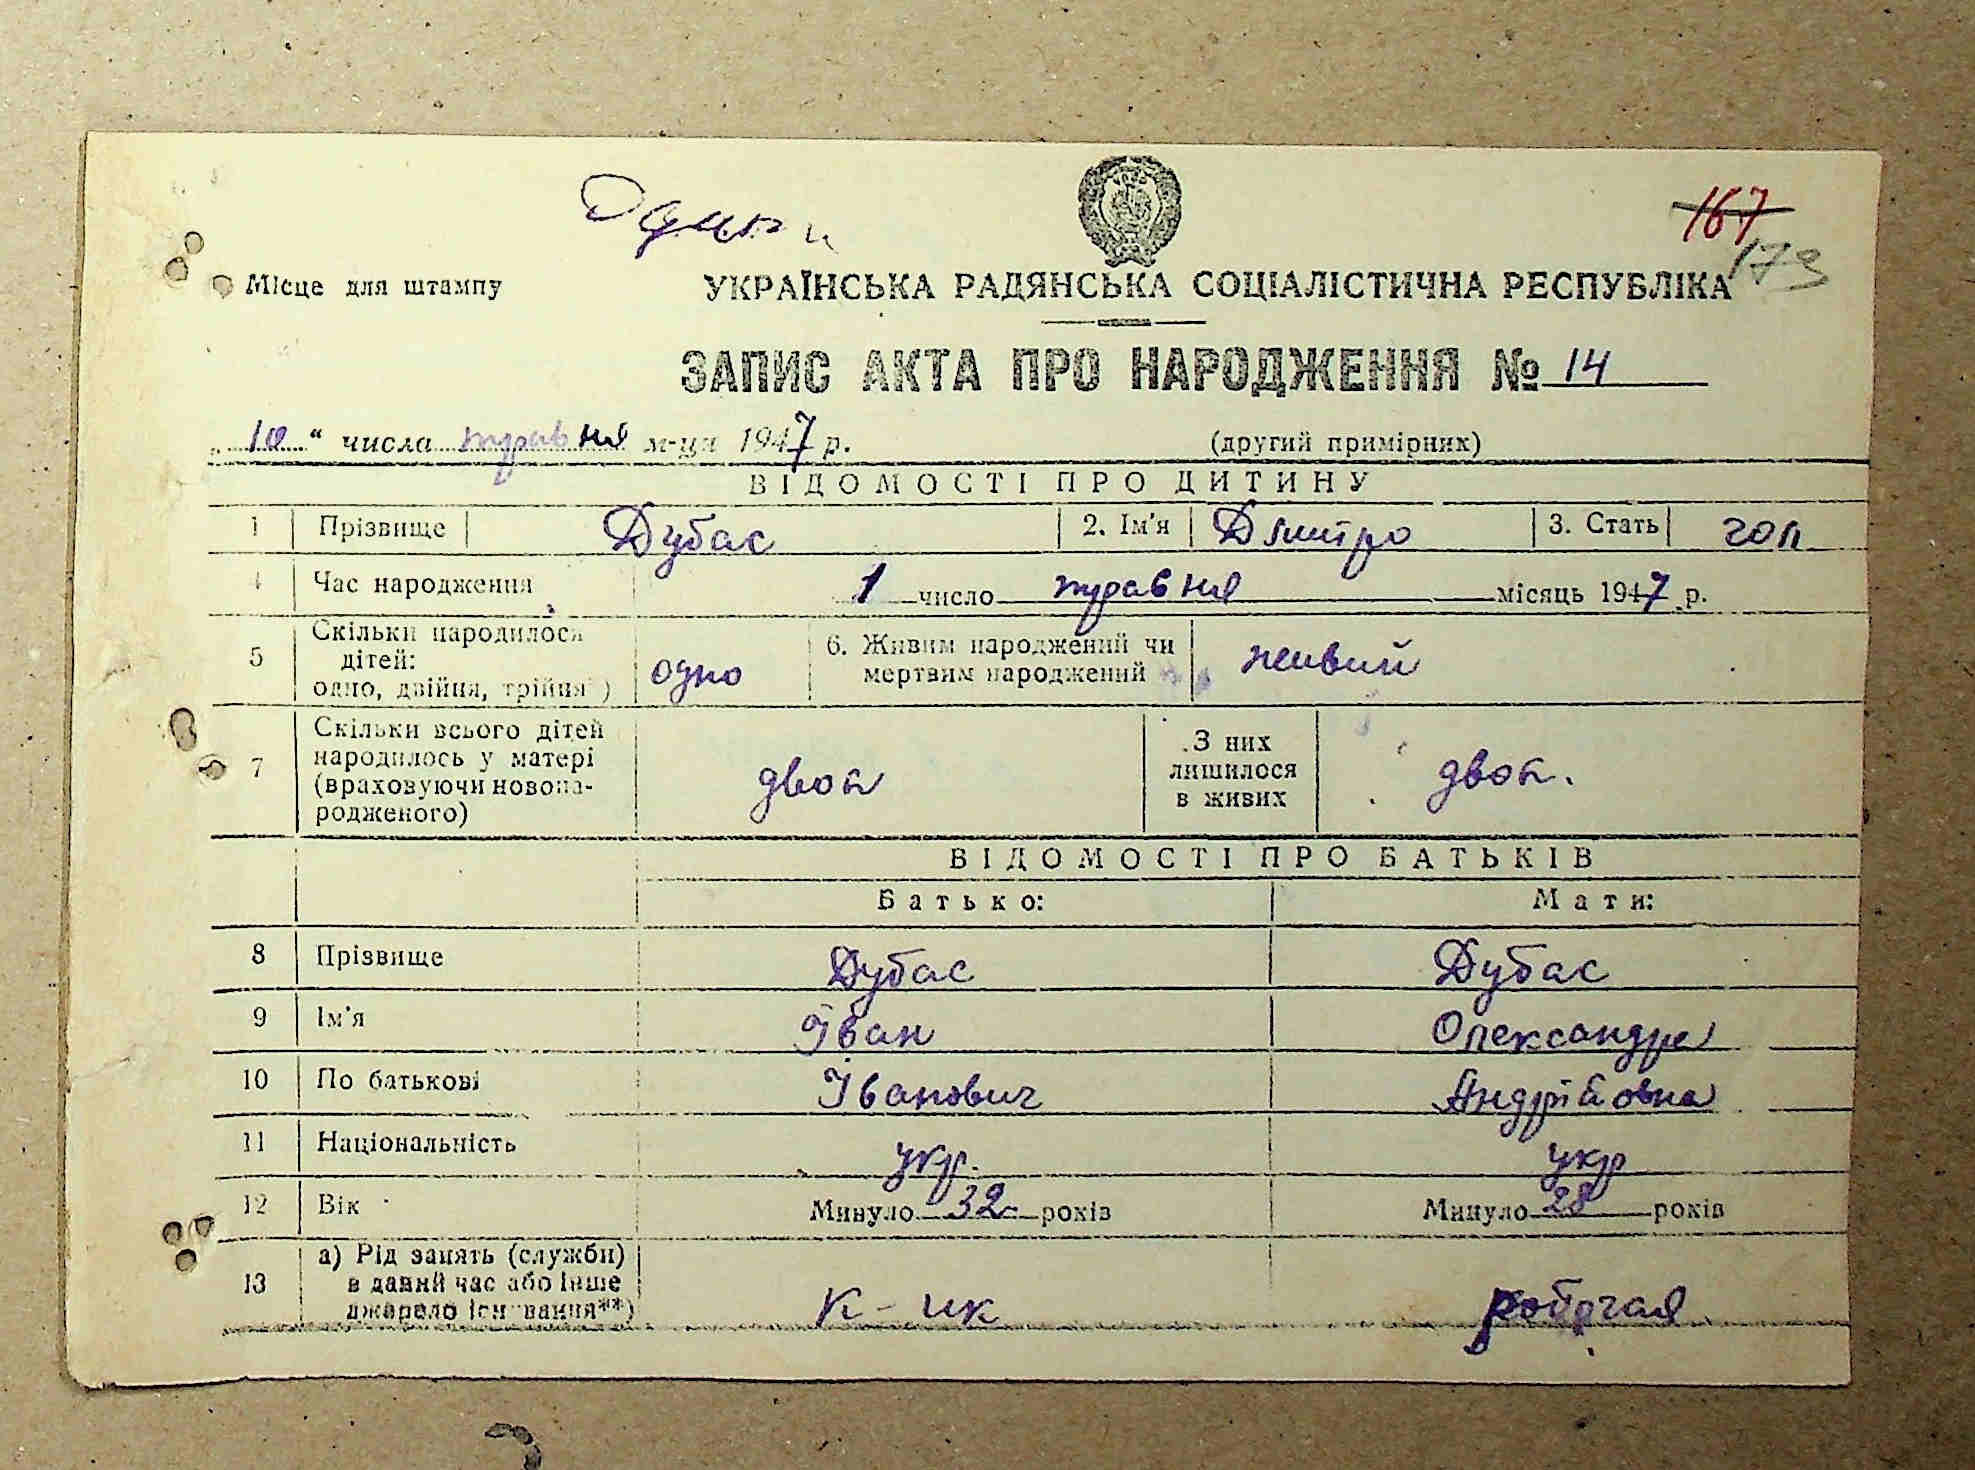 167
173
Місце для штампу
УКРАЇНСЬКА РАДЯНСЬКА СОЦІАЛІСТИЧНА РЕСПУБЛІКА
ЗАПИС АКТА ПРО НАРОДЖЕННЯ № 14
„10“ числа травня м-ця 1947 р. (другий примірник)
ВІДОМОСТІ ПРО ДИТИНУ
1 Прізвище Дубас 2. Ім'я Дмитро 3. Стать чол
4 Час народження 1 число травня місяць 1947 р.
5 Скільки народилося дітей: одно, двійня, трійня*) одно 6. Живим народжений чи мертвим народжений живий
7 Скільки всього дітей народилось у матері (враховуючи новонародженого) двоє З них лишилося в живих двоє.
ВІДОМОСТІ ПРО БАТЬКІВ
Батько: Мати:
8 Прізвище Дубас Дубас
9 Ім'я Іван Олександра
10 По батькові Іванович Андрійовна
11 Національність укр. укр
12 Вік Минуло 32 років Минуло 28 років
13 а) Рід занять (служби) в даний час або інше джерело існування**) к-ик робочая